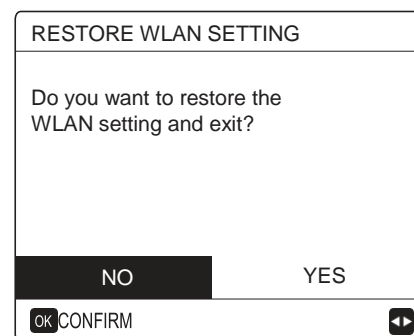 RESTORE WLAN SETTING
Do you want to restore the
WLAN setting and exit?
NO YES
OK CONFIRM